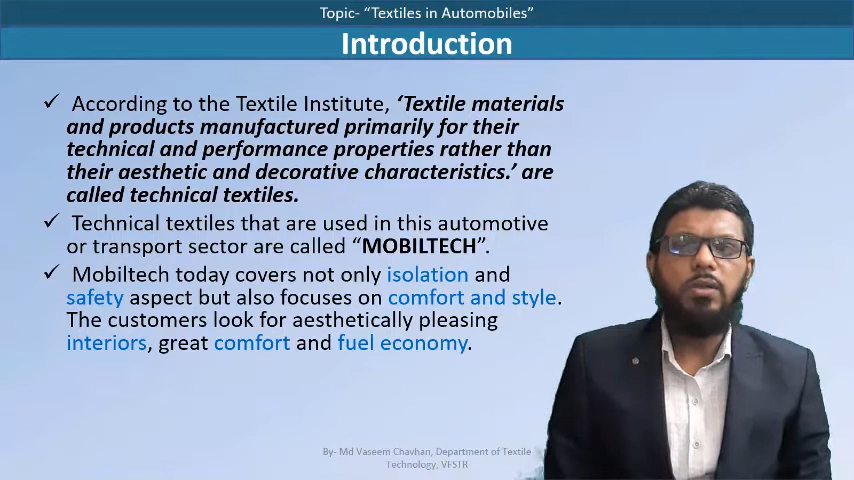 Topic- “Textiles in Automobiles”
Introduction
✓ According to the Textile Institute, ‘Textile materials
and products manufactured primarily for their
technical and performance properties rather than
their aesthetic and decorative characteristics.’ are
called technical textiles.
✓ Technical textiles that are used in this automotive
or transport sector are called “MOBILTECH”.
✓ Mobiltech today covers not only isolation and
safety aspect but also focuses on comfort and style.
The customers look for aesthetically pleasing
interiors, great comfort and fuel economy.
By- Md Vaseem Chavhan, Department of Textile
Technology, VFSTR